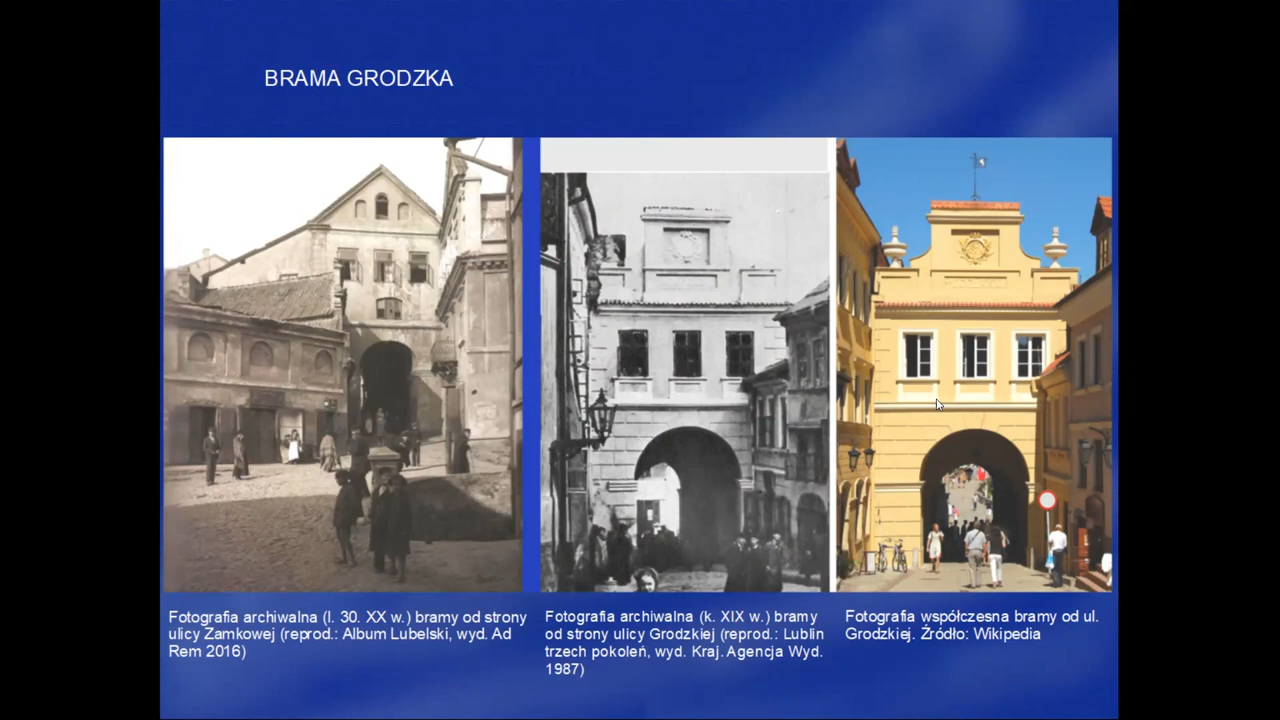 BRAMA GRODZKA
Fotografia archiwalna (l. 30. XX w.) bramy od strony
ulicy Zamkowej (reprod.: Album Lubelski, wyd. Ad
Rem 2016)
Fotografia archiwalna (k. XIX w.) bramy
od strony ulicy Grodzkiej (reprod.: Lublin
trzech pokoleń, wyd. Kraj. Agencja Wyd.
1987)
Fotografia współczesna bramy od ul.
Grodzkiej. Źródło: Wikipedia